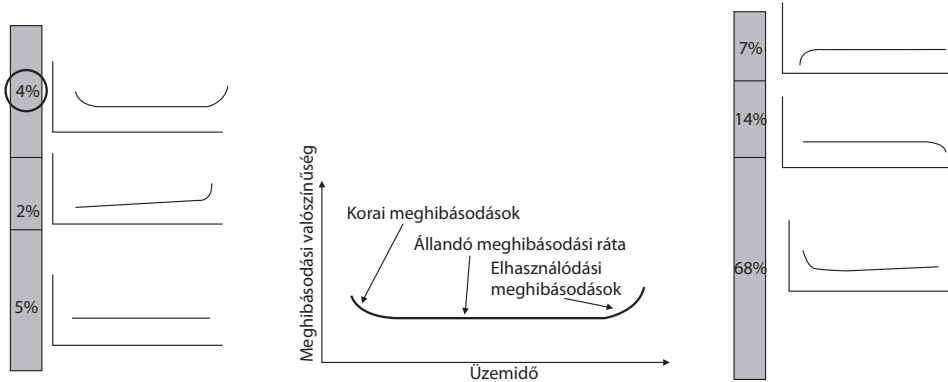 4%
2%
5%
Meghibásodási valószínűség
Korai meghibásodások
Állandó meghibásodási ráta
Elhasználódási
meghibásodások
Üzemidő
7%
14%
68%